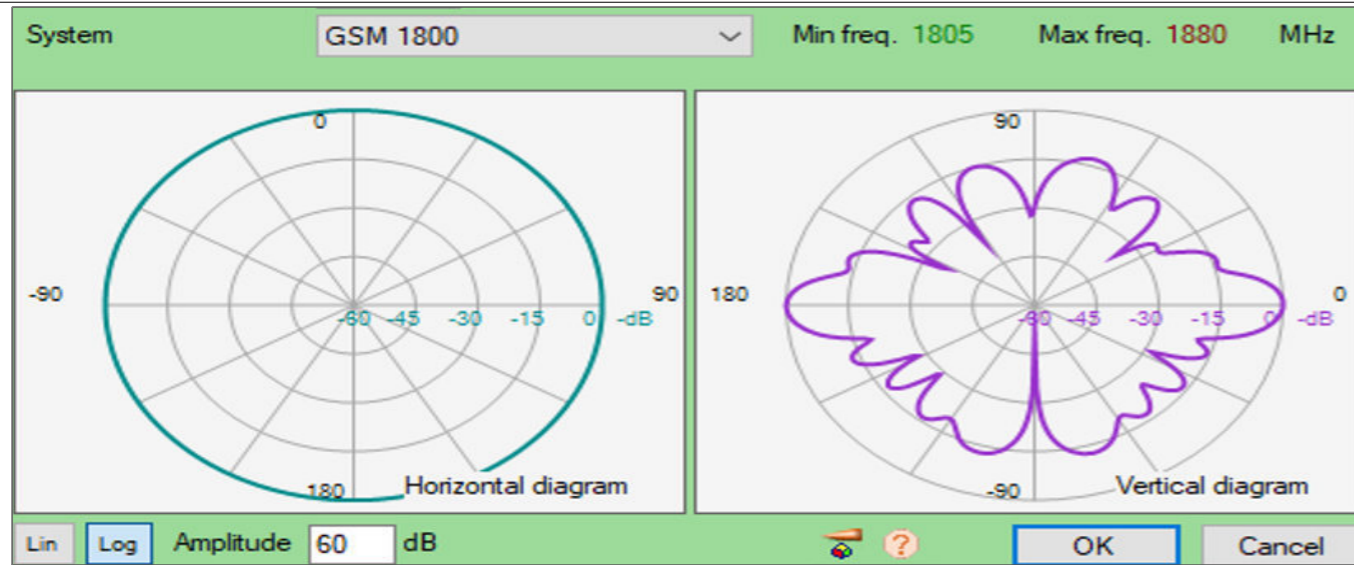 System GSM 1800 Min freq. 1805 Max freq. 1880 MHz
0
-90 90
-60 -45 -30 -15 0 -dB
180 Horizontal diagram
90
180 0
-60 -45 -30 -15 0 -dB
-90 Vertical diagram
Lin Log Amplitude 60 dB ? OK Cancel